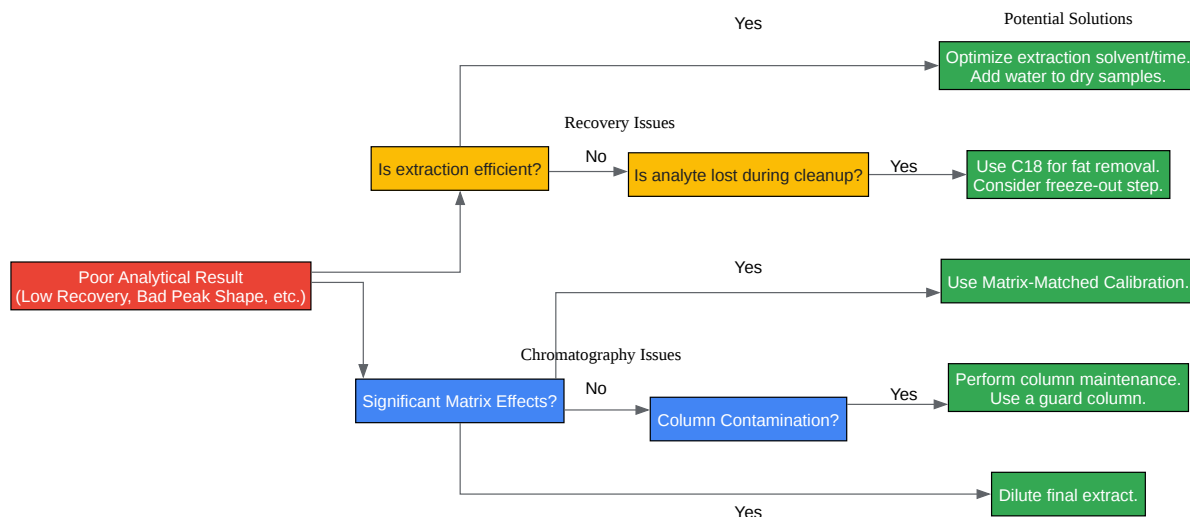 Yes
Potential Solutions
Optimize extraction solvent/time.
Add water to dry samples.
Recovery Issues
Is extraction efficient?
No
Is analyte lost during cleanup?
Yes
Use C18 for fat removal.
Consider freeze-out step.
Poor Analytical Result
(Low Recovery, Bad Peak Shape, etc.)
Yes
Use Matrix-Matched Calibration.
Chromatography Issues
Significant Matrix Effects?
No
Column Contamination?
Yes
Perform column maintenance.
Use a guard column.
Yes
Dilute final extract.